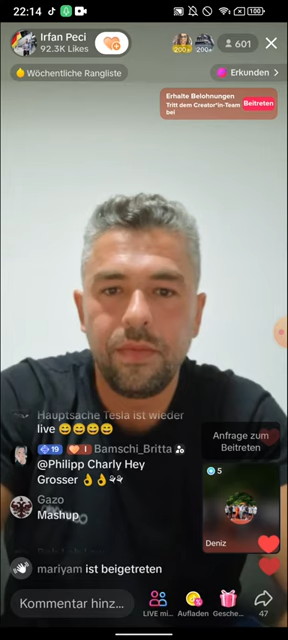 22:14
100
Irfan Peci
92.3K Likes
200+
200+
601
Wöchentliche Rangliste
Erkunden >
Erhalte Belohnungen
Tritt dem Creator*in-Team
bei
Beitreten
Hauptsache Tesla ist wieder
live 😄😄😄😄
19 I Bamschi_Britta
@Philipp Charly Hey
Grosser 👌👌
Gazo
Mashup
mariyam ist beigetreten
Anfrage zum
Beitreten
5
Deniz
Kommentar hinz...
LIVE mi...
Aufladen
Gesche...
47